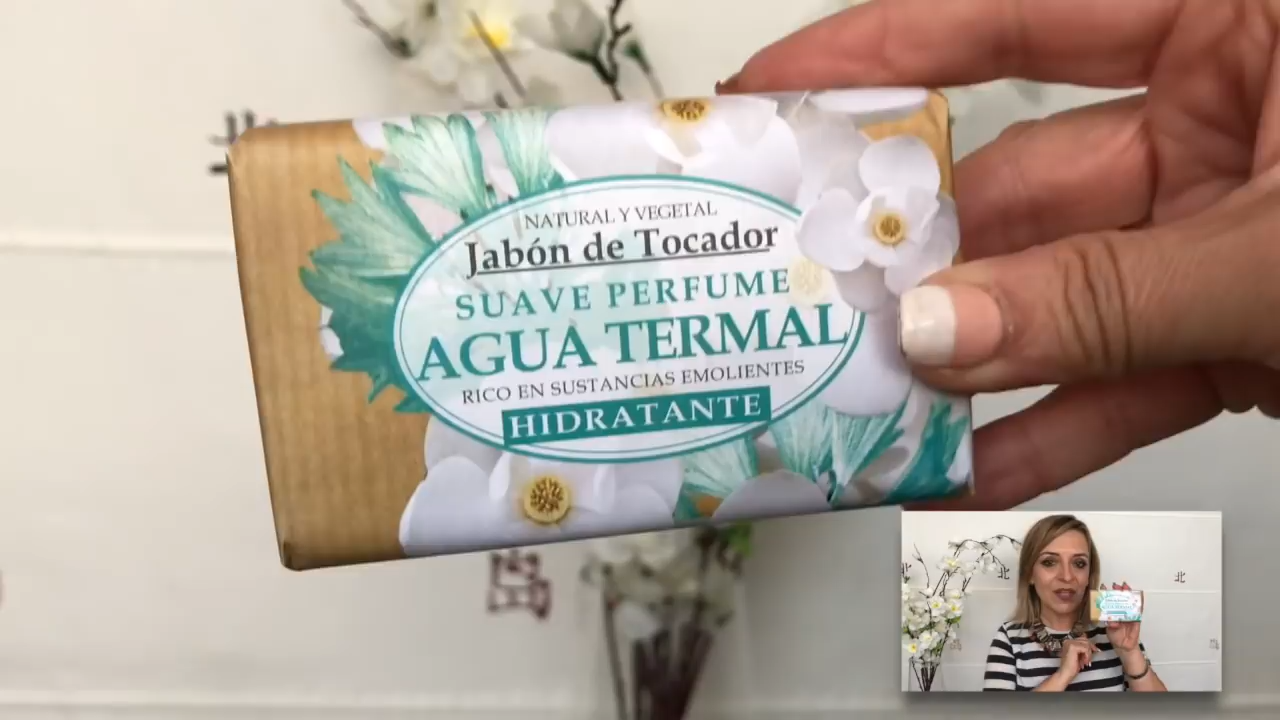 NATURAL Y VEGETAL
Jabón de Tocador
SUAVE PERFUME
AGUA TERMAL
RICO EN SUSTANCIAS EMOLIENTES
HIDRATANTE